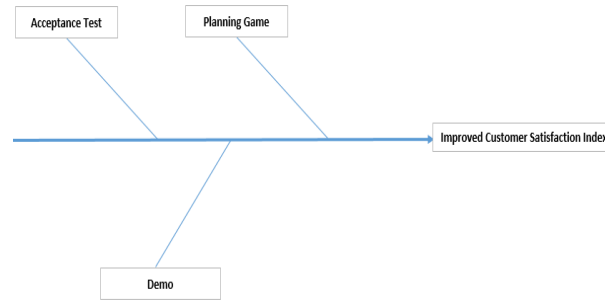 Acceptance Test
Planning Game
Improved Customer Satisfaction Index
Demo